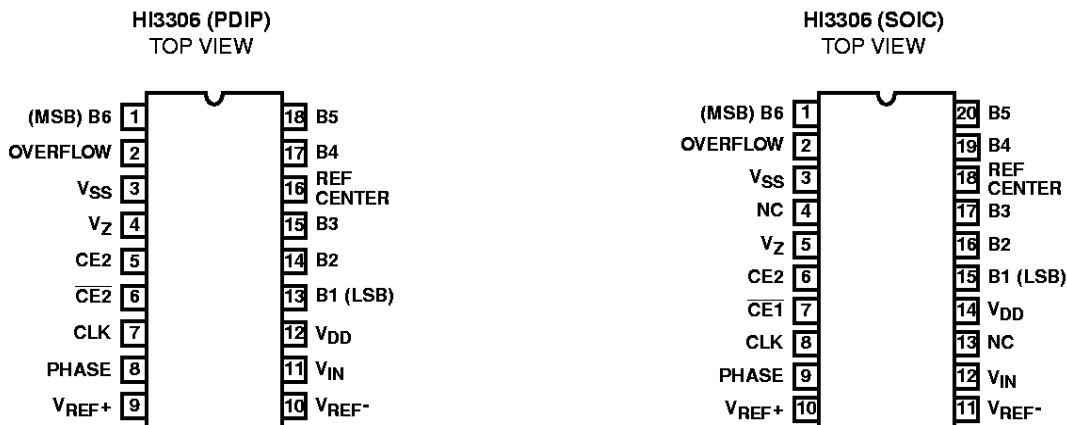 HI3306 (PDIP)
TOP VIEW
(MSB) B6 1
18 B5
OVERFLOW 2
17 B4
VSS 3
16 REF
CENTER
VZ 4
15 B3
CE2 5
14 B2
C̅E̅2̅ 6
13 B1 (LSB)
CLK 7
12 VDD
PHASE 8
11 VIN
VREF+ 9
10 VREF-
HI3306 (SOIC)
TOP VIEW
(MSB) B6 1
20 B5
OVERFLOW 2
19 B4
VSS 3
18 REF
CENTER
NC 4
17 B3
VZ 5
16 B2
CE2 6
15 B1 (LSB)
C̅E̅1̅ 7
14 VDD
CLK 8
13 NC
PHASE 9
12 VIN
VREF+ 10
11 VREF-